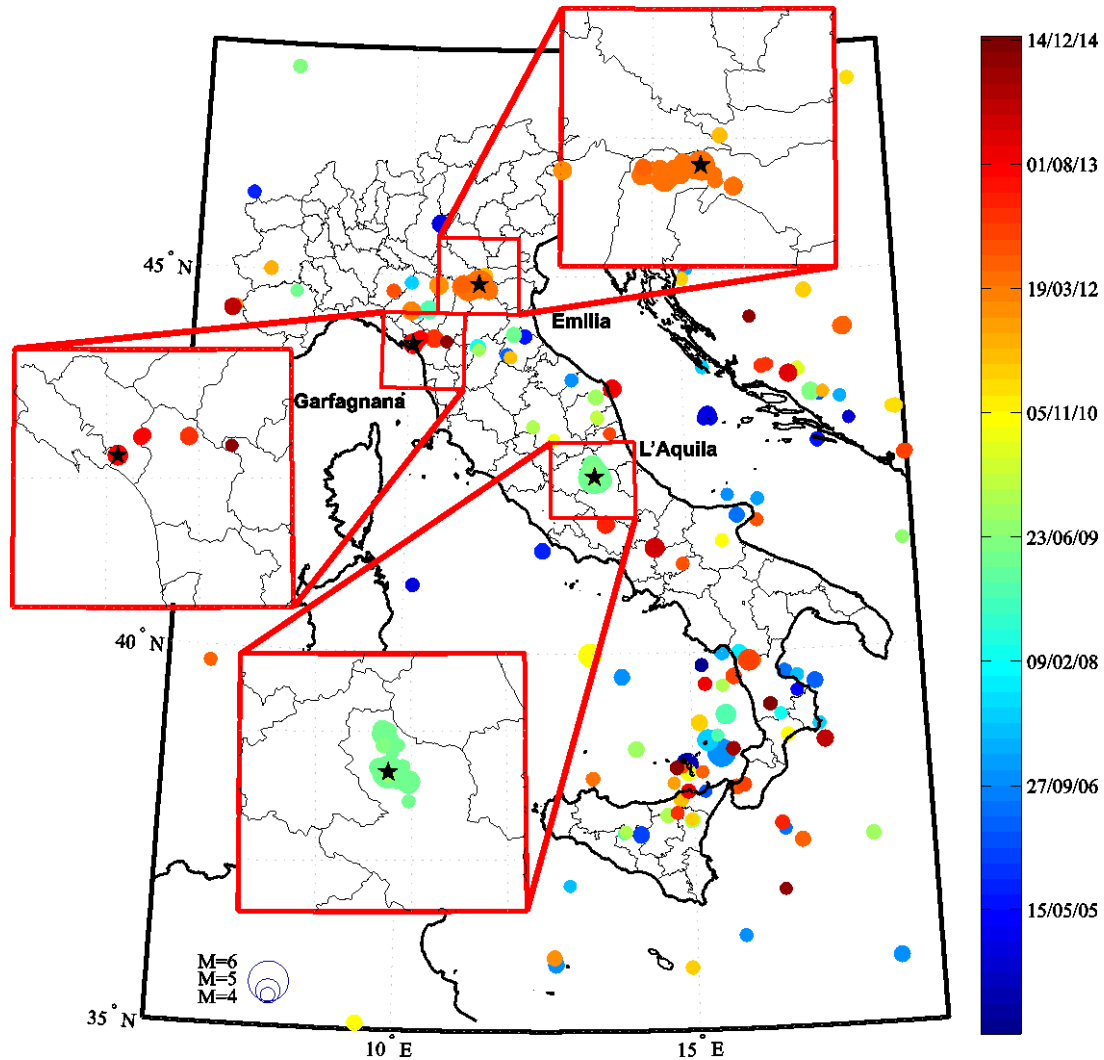 14/12/14
01/08/13
45° N
19/03/12
Emilia
Garfagnana
05/11/10
L'Aquila
23/06/09
40° N
09/02/08
27/09/06
15/05/05
M=6
M=5
M=4
35° N
10° E
15° E